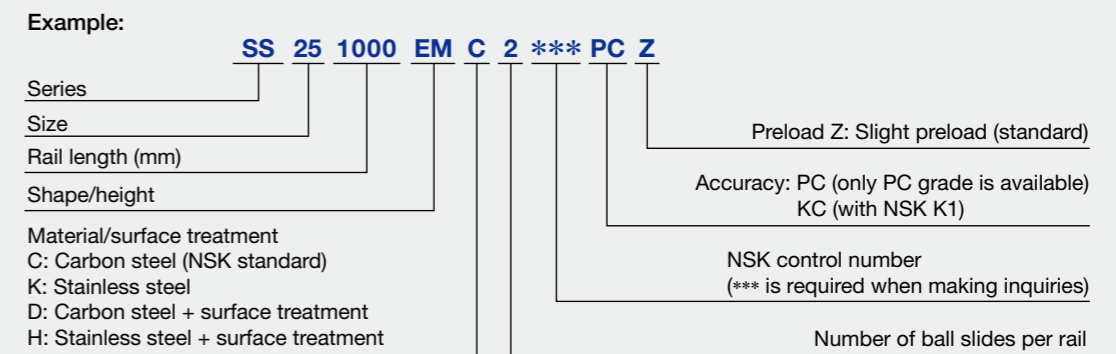 Example:
SS 25 1000 EM C 2 *** PC Z
Series
Size
Rail length (mm)
Shape/height
Material/surface treatment
C: Carbon steel (NSK standard)
K: Stainless steel
D: Carbon steel + surface treatment
H: Stainless steel + surface treatment
Preload Z: Slight preload (standard)
Accuracy: PC (only PC grade is available)
KC (with NSK K1)
NSK control number
(*** is required when making inquiries)
Number of ball slides per rail